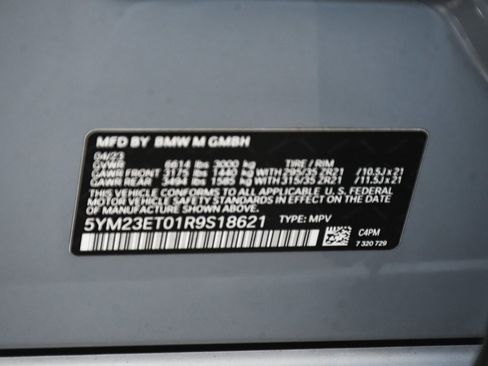 MFD BY BMW M GMBH
04/23
GVWR 6614 lbs 3000 kg TIRE / RIM
GAWR FRONT 3175 lbs 1440 kg WITH 295/35 ZR21 / 10.5J x 21
GAWR REAR 3494 lbs 1585 kg WITH 315/35 ZR21 / 11.5J x 21
THIS VEHICLE CONFORMS TO ALL APPLICABLE U.S. FEDERAL
MOTOR VEHICLE SAFETY STANDARDS IN EFFECT ON THE DATE OF
MANUFACTURE SHOWN ABOVE.
5YM23ET01R9S18621 TYPE: MPV
C4PM
7 320 729